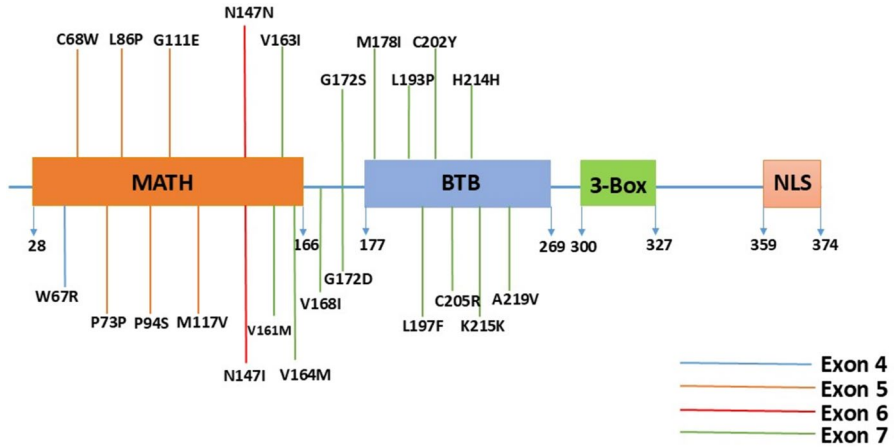 N147N
C68W L86P G111E V163I M178I C202Y
G172S L193P H214H
MATH BTB 3-Box NLS
28 166 177 269 300 327 359 374
W67R G172D V168I C205R A219V
P73P P94S M117V V161M L197F K215K
N147I V164M
Exon 4
Exon 5
Exon 6
Exon 7